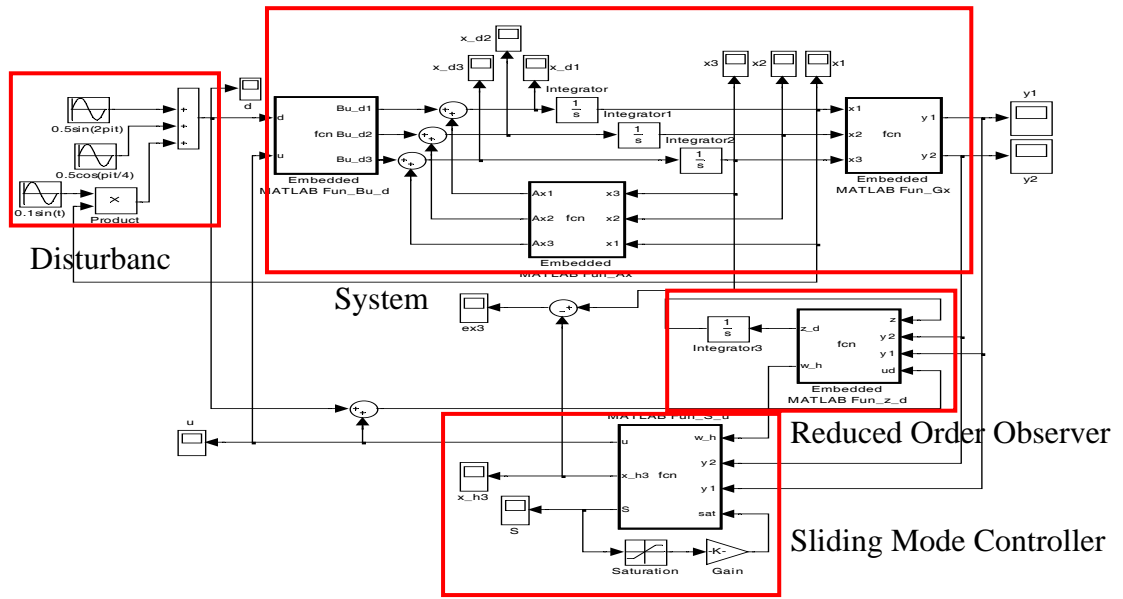 x_d2
x_d3
x_d1
x3
x2
x1
d
0.5sin(2pit)
0.5cos(pit/4)
0.1sin(t)
+
+
+
×
Product
Disturbanc
d
u
fcn
Bu_d1
Bu_d2
Bu_d3
Embedded
MATLAB Fun_Bu_d
+
+
+
+
+
+
Integrator
1
s
Integrator1
1
s
Integrator2
1
s
Ax1
Ax2
Ax3
fcn
x3
x2
x1
Embedded
MATLAB Fun_Ax
x1
x2
x3
fcn
y1
y2
Embedded
MATLAB Fun_Gx
y1
y2
System
ex3
−
+
1
s
Integrator3
z_d
w_h
fcn
z
y2
y1
ud
Embedded
MATLAB Fun_z_d
Reduced Order Observer
+
+
u
MATLAB Fun_S_u
u
x_h3
S
fcn
w_h
y2
y1
sat
x_h3
S
Saturation
-K-
Gain
Sliding Mode Controller